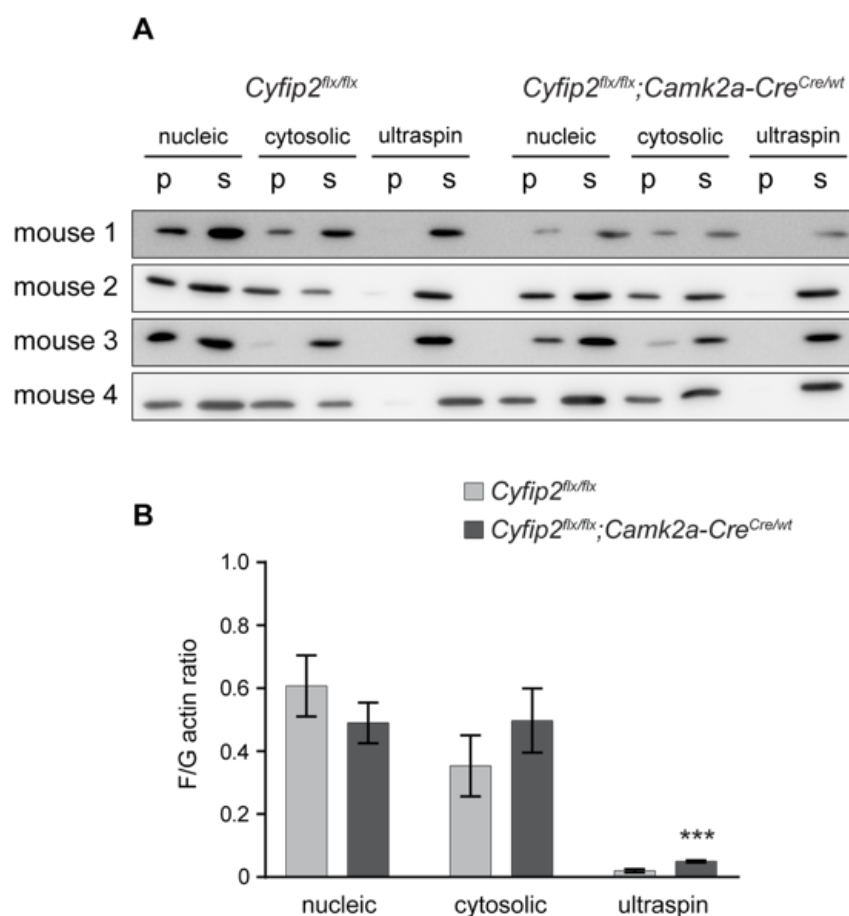 A
Cyfip2flx/flx Cyfip2flx/flx;Camk2a-CreCre/wt
nucleic cytosolic ultraspin nucleic cytosolic ultraspin
p s p s p s p s p s p s
mouse 1
mouse 2
mouse 3
mouse 4
B
Cyfip2flx/flx
Cyfip2flx/flx;Camk2a-CreCre/wt
F/G actin ratio
1.0
0.8
0.6
0.4
0.2
0
***
nucleic cytosolic ultraspin